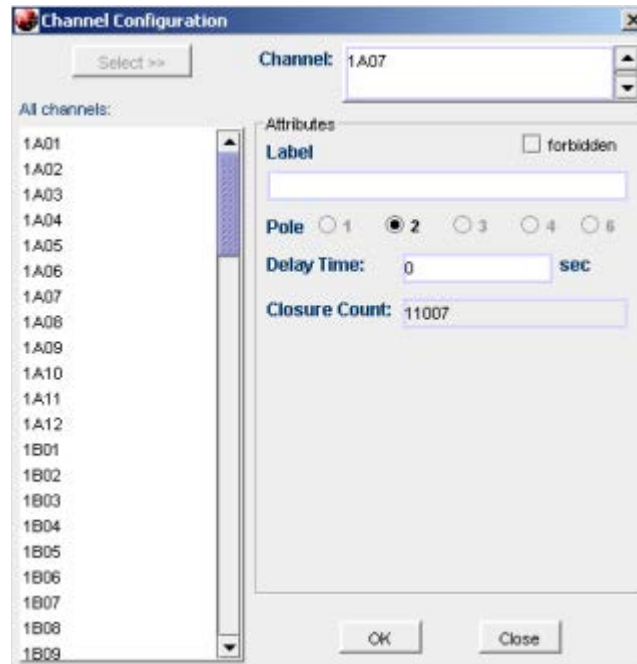 Channel Configuration
Select >>
Channel: 1A07
All channels:
1A01
1A02
1A03
1A04
1A05
1A06
1A07
1A08
1A09
1A10
1A11
1A12
1B01
1B02
1B03
1B04
1B05
1B06
1B07
1B08
1B09
Attributes
Label
forbidden
Pole 1 2 3 4 6
Delay Time: 0 sec
Closure Count: 11007
OK Close